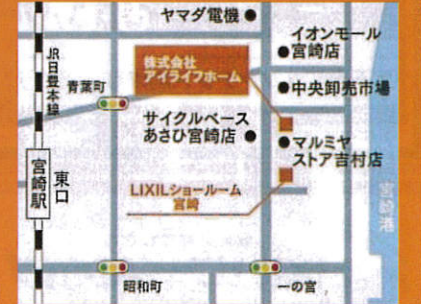 ヤマダ電機
イオンモール
宮崎店
株式会社
アイライフホーム
JR日豊本線
青葉町
中央卸売市場
サイクルベース
あさひ宮崎店
マルミヤ
ストア吉村店
宮崎駅
東口
LIXILショールーム
宮崎
宮崎港
昭和町
一の宮